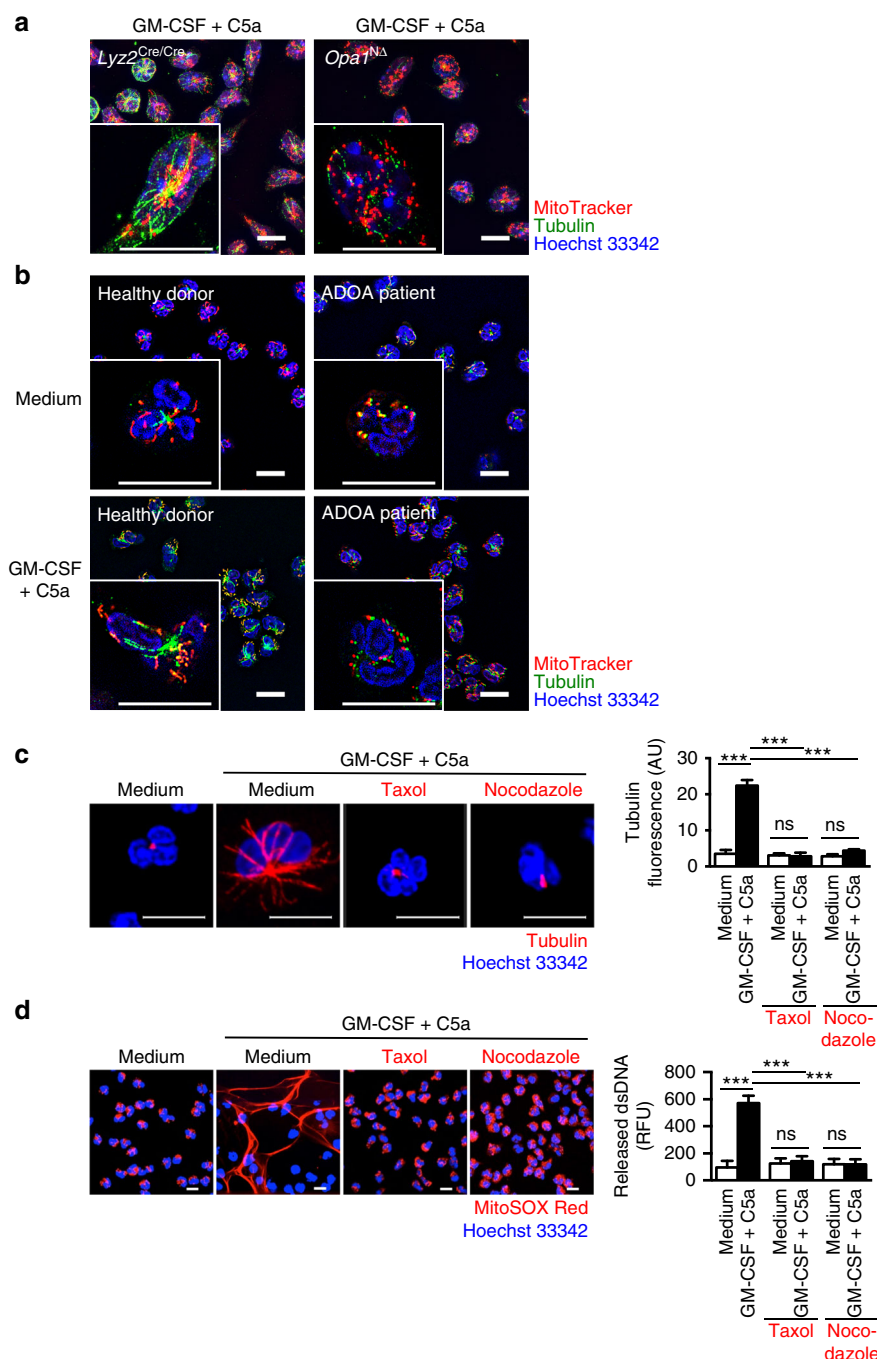 a
GM-CSF + C5a
GM-CSF + C5a
Lyz2Cre/Cre
Opa1NΔ
MitoTracker
Tubulin
Hoechst 33342
b
Healthy donor
ADOA patient
Medium
Healthy donor
ADOA patient
GM-CSF
+ C5a
MitoTracker
Tubulin
Hoechst 33342
c
GM-CSF + C5a
Medium
Medium
Taxol
Nocodazole
Tubulin
Hoechst 33342
Tubulin
fluorescence (AU)
30
20
10
0
***
***
***
ns
ns
Medium
GM-CSF + C5a
Medium
GM-CSF + C5a
Medium
GM-CSF + C5a
Taxol
Noco-
dazole
d
GM-CSF + C5a
Medium
Medium
Taxol
Nocodazole
MitoSOX Red
Hoechst 33342
Released dsDNA
(RFU)
800
600
400
200
0
***
***
***
ns
ns
Medium
GM-CSF + C5a
Medium
GM-CSF + C5a
Medium
GM-CSF + C5a
Taxol
Noco-
dazole